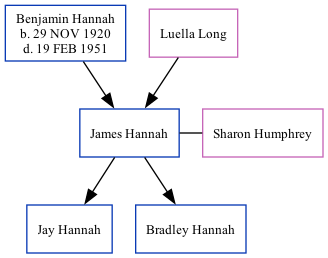 Benjamin Hannah
b. 29 NOV 1920
d. 19 FEB 1951
Luella Long
James Hannah
Sharon Humphrey
Jay Hannah
Bradley Hannah